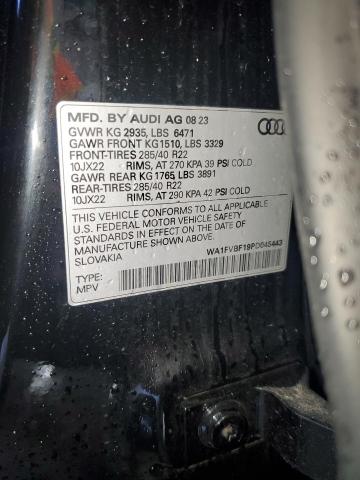 MFD. BY AUDI AG 08 23
GVWR KG 2935, LBS 6471
GAWR FRONT KG1510, LBS 3329
FRONT-TIRES 285/40 R22
10JX22 RIMS, AT 270 KPA 39 PSI COLD
GAWR REAR KG 1765 LBS 3891
REAR-TIRES 285/40 R22
10JX22 RIMS, AT 290 KPA 42 PSI COLD
THIS VEHICLE CONFORMS TO ALL APPLICABLE
U.S. FEDERAL MOTOR VEHICLE SAFETY
STANDARDS IN EFFECT ON THE DATE OF
MANUFACTURE SHOWN ABOVE.
SLOVAKIA WA1FVBF19PD045443
TYPE:
MPV